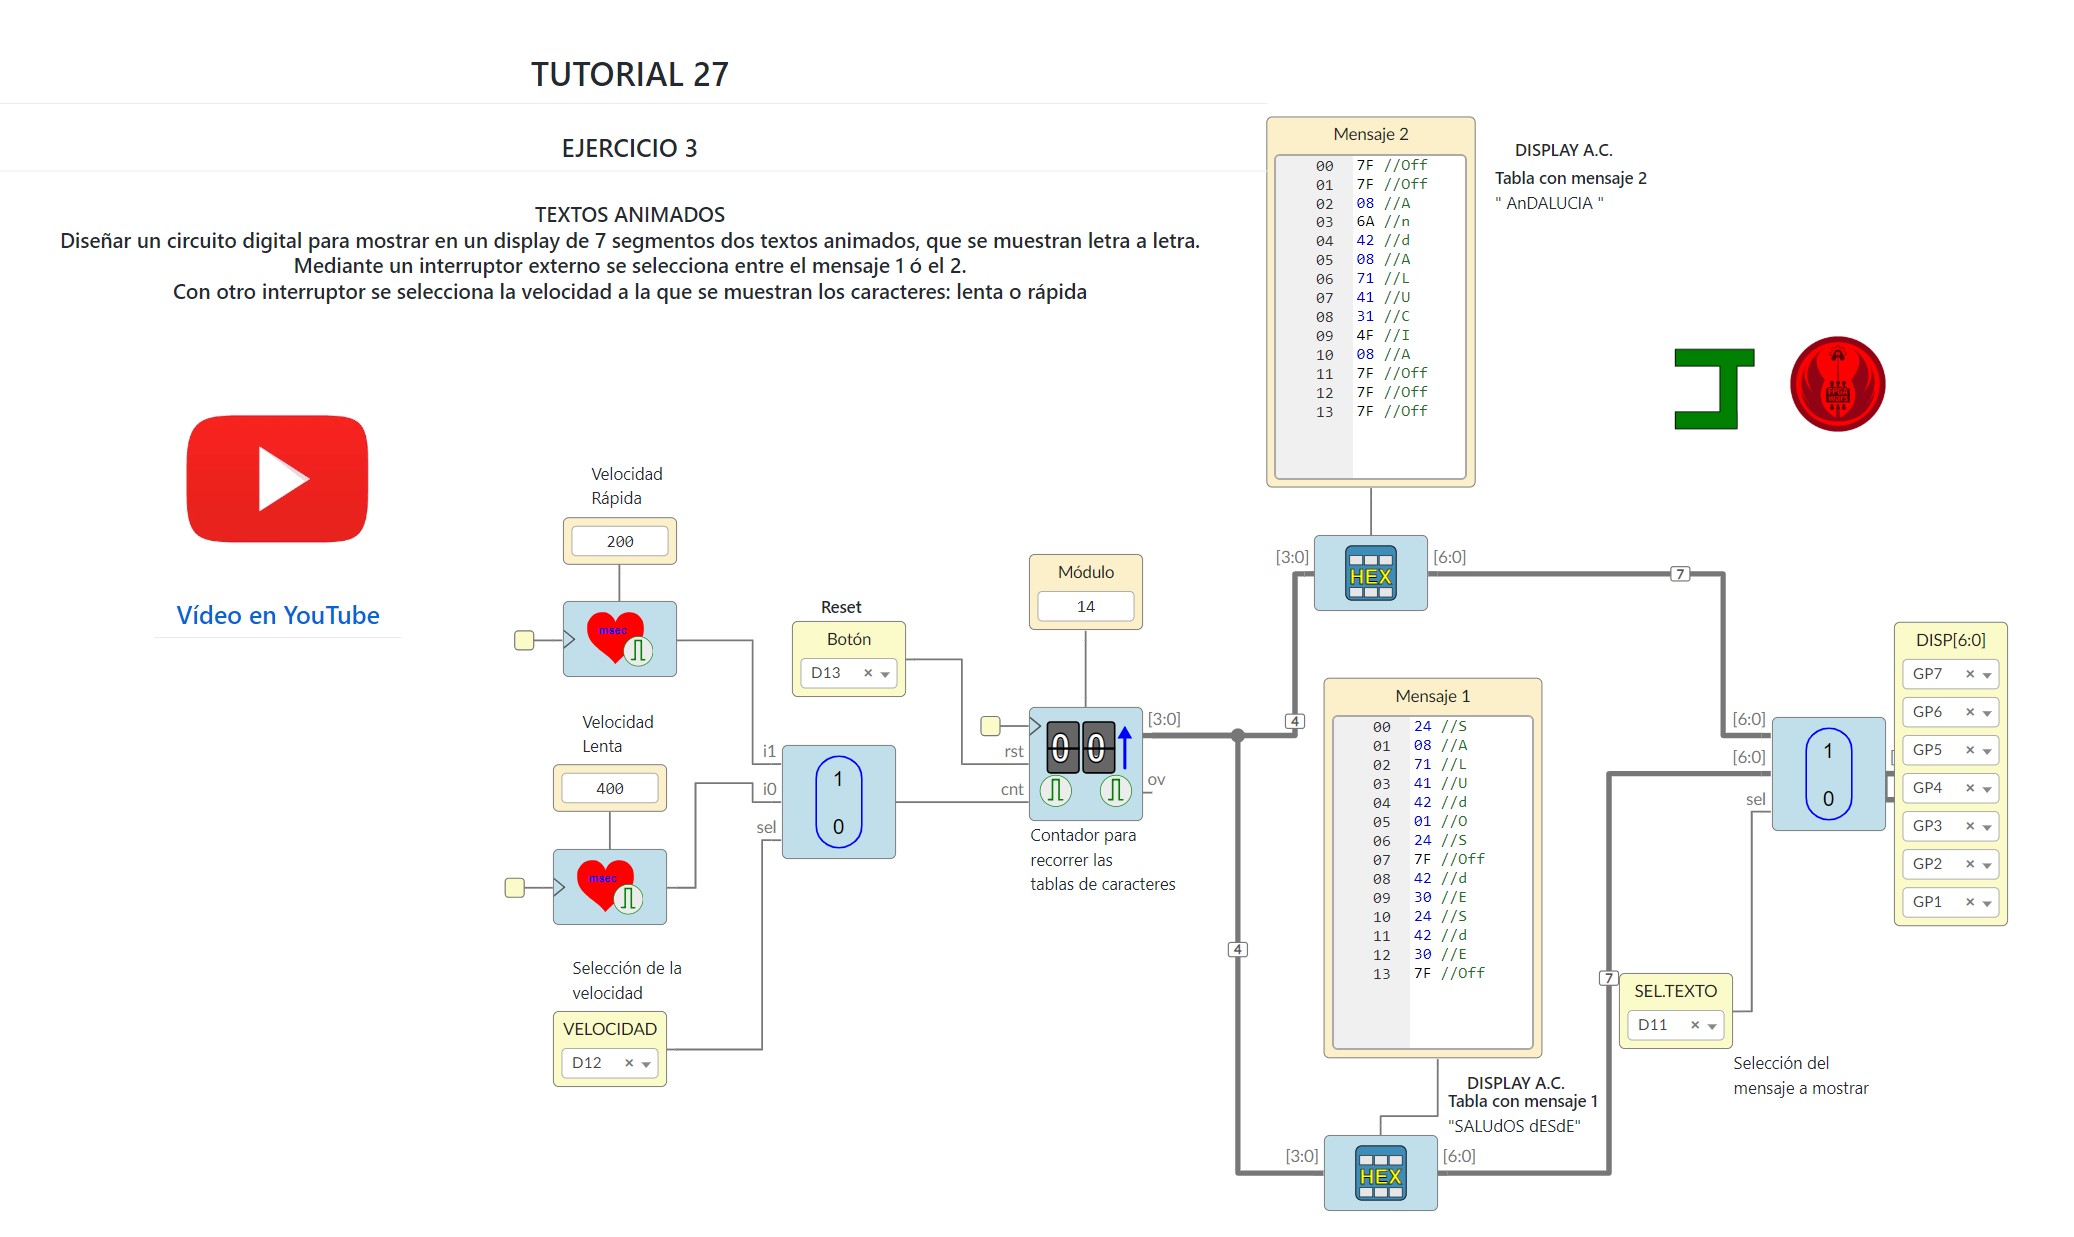 TUTORIAL 27
EJERCICIO 3
TEXTOS ANIMADOS
Diseñar un circuito digital para mostrar en un display de 7 segmentos dos textos animados, que se muestran letra a letra.
Mediante un interruptor externo se selecciona entre el mensaje 1 ó el 2.
Con otro interruptor se selecciona la velocidad a la que se muestran los caracteres: lenta o rápida
Mensaje 2
00 7F //Off
01 7F //Off
02 08 //A
03 6A //n
04 42 //d
05 08 //A
06 71 //L
07 41 //U
08 31 //C
09 4F //I
10 08 //A
11 7F //Off
12 7F //Off
13 7F //Off
DISPLAY A.C.
Tabla con mensaje 2
" AnDALUCIA "
FPGA
wars
Vídeo en YouTube
Velocidad
Rápida
200
msec
Velocidad
Lenta
400
msec
Selección de la
velocidad
VELOCIDAD
D12 ×
i1
i0
sel
1
0
Reset
Botón
D13 ×
Módulo
14
rst
cnt
00
[3:0]
ov
Contador para
recorrer las
tablas de caracteres
4
4
[3:0]
HEX
[6:0]
7
Mensaje 1
00 24 //S
01 08 //A
02 71 //L
03 41 //U
04 42 //d
05 01 //O
06 24 //S
07 7F //Off
08 42 //d
09 30 //E
10 24 //S
11 42 //d
12 30 //E
13 7F //Off
DISPLAY A.C.
Tabla con mensaje 1
"SALUdOS dESdE"
[3:0]
HEX
[6:0]
7
SEL.TEXTO
D11 ×
Selección del
mensaje a mostrar
[6:0]
[6:0]
sel
1
0
[
DISP[6:0]
GP7 ×
GP6 ×
GP5 ×
GP4 ×
GP3 ×
GP2 ×
GP1 ×